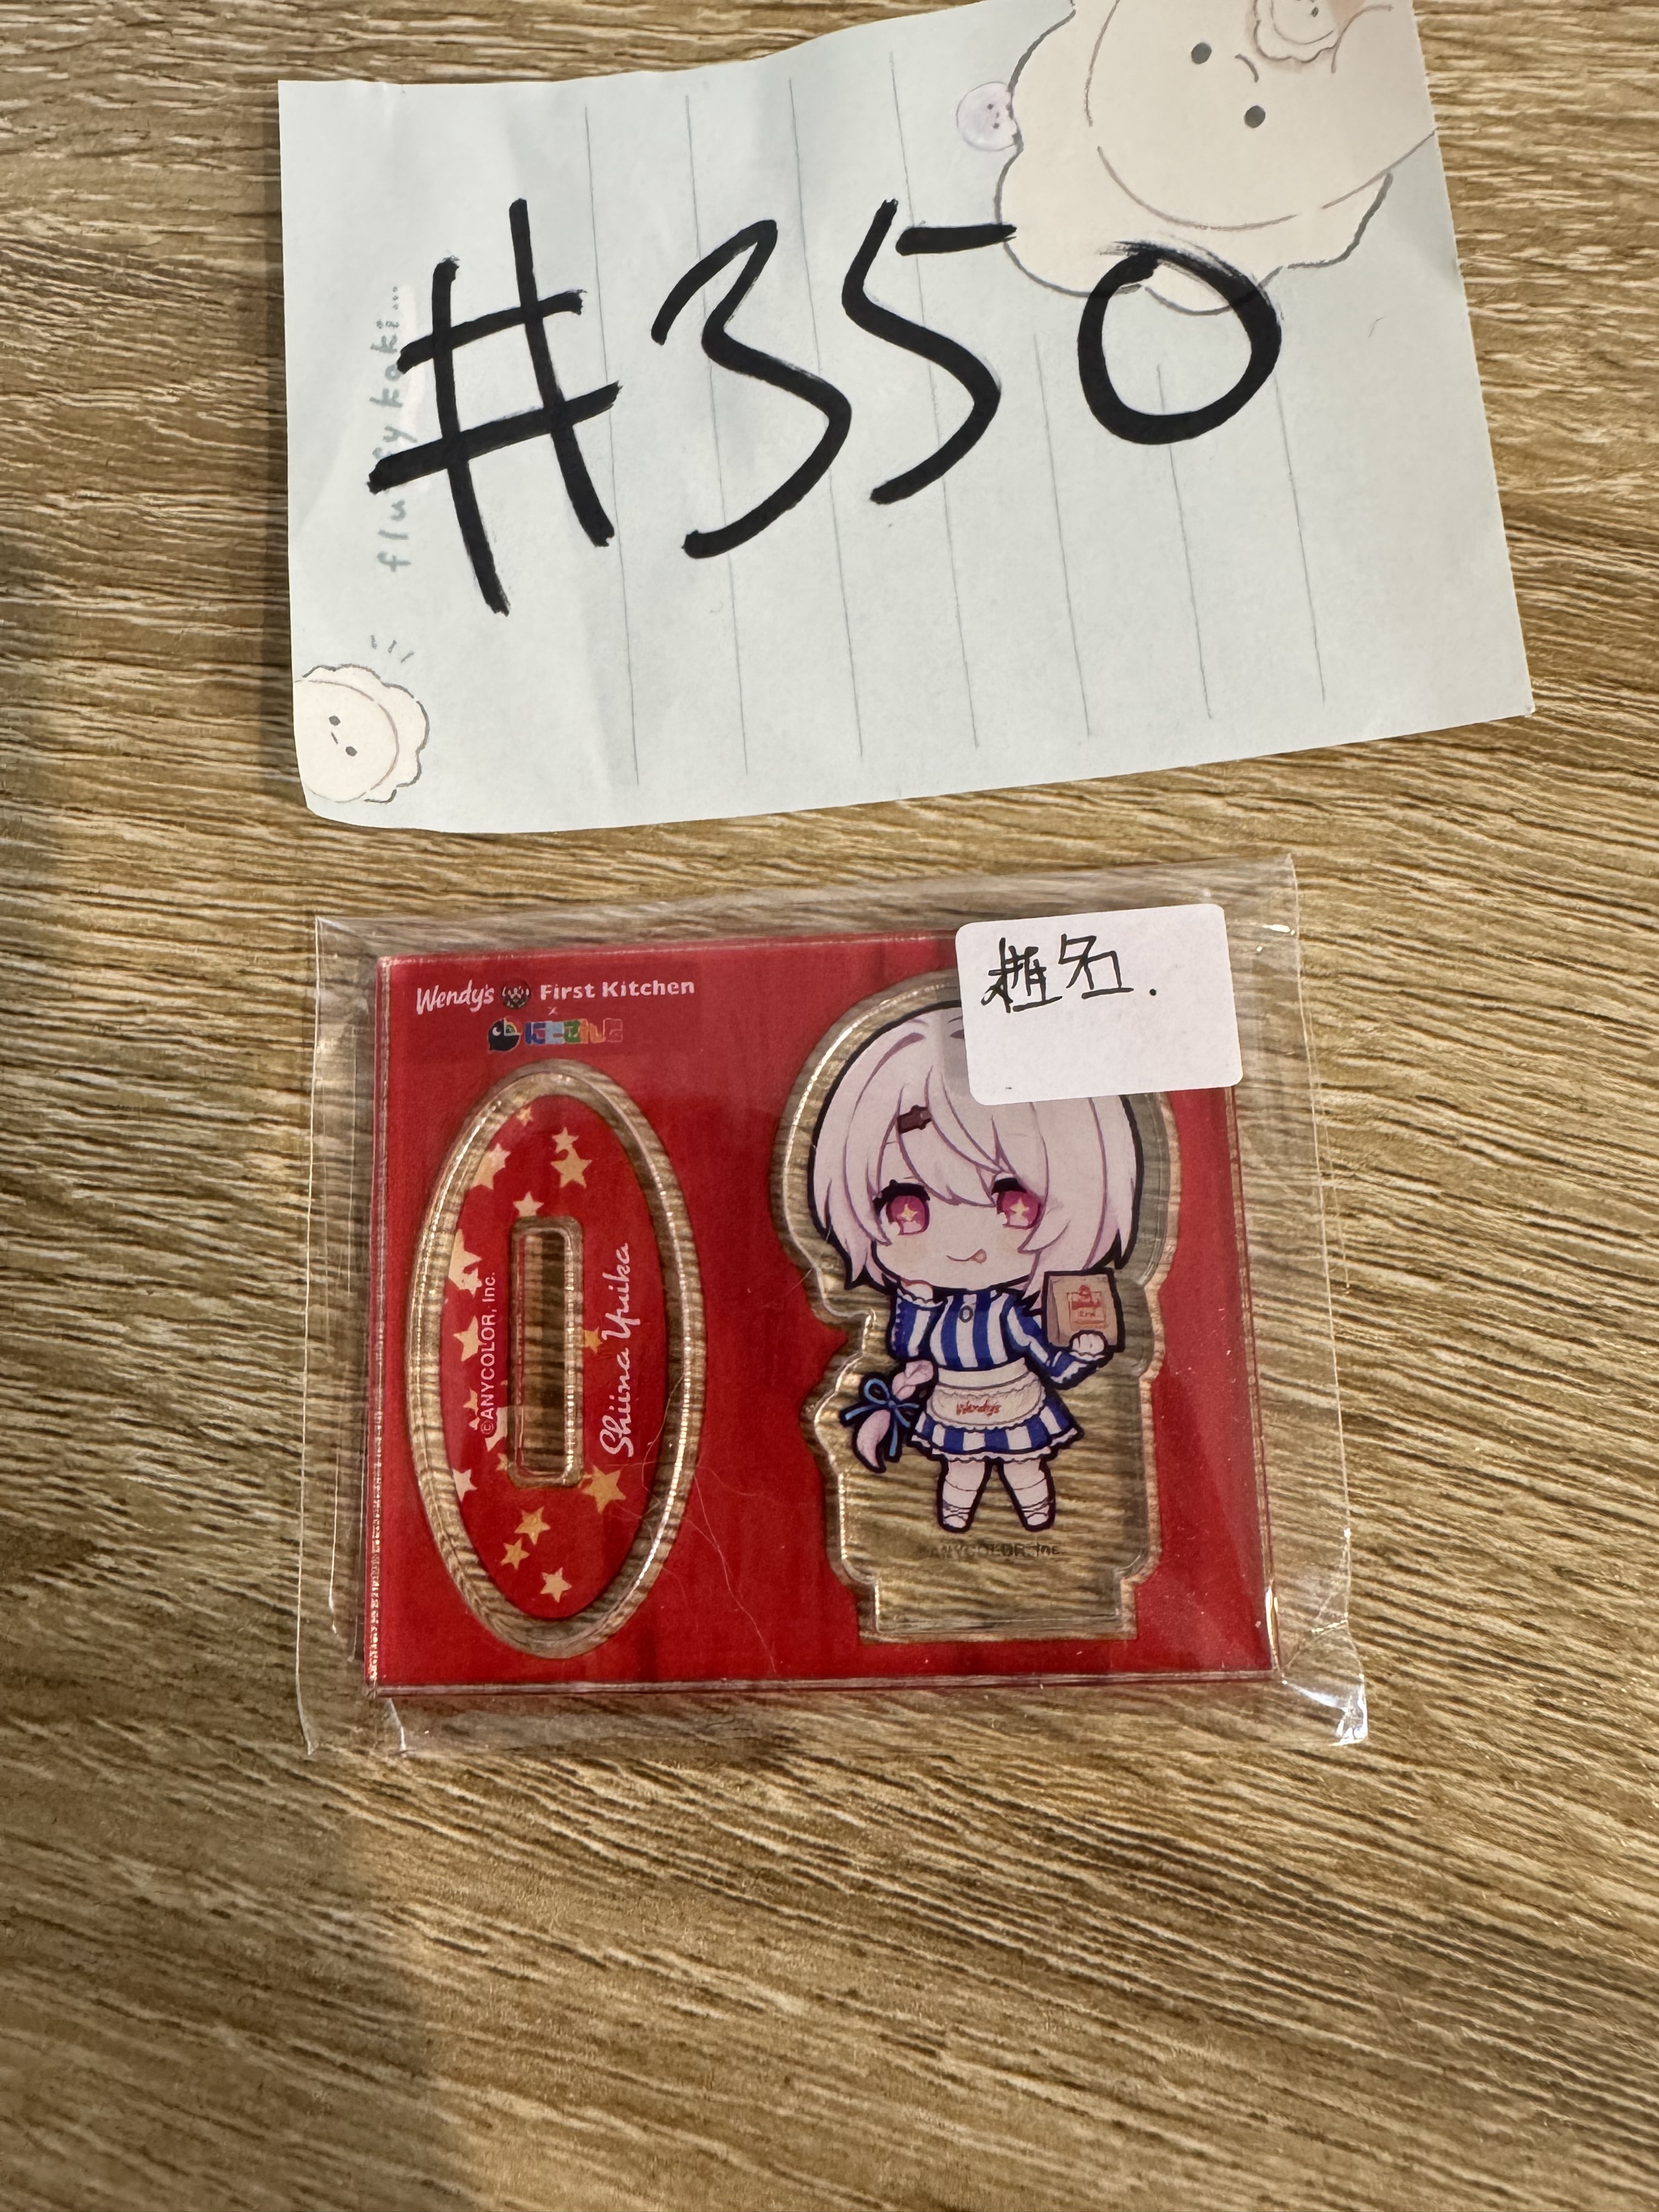 #350
fluffy koki...
椎名.
Wendy's First Kitchen
×
にじさんじ
©ANYCOLOR, Inc.
Shiina Yuika
Wendy's
©ANYCOLOR, Inc.